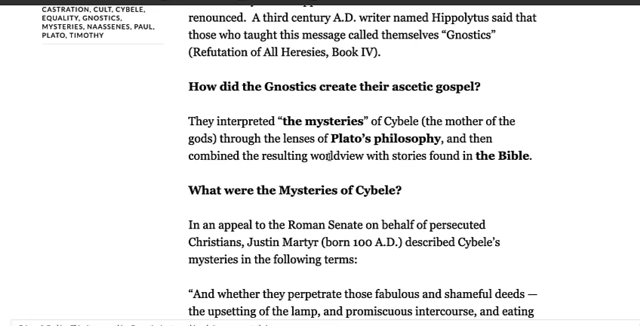 CASTRATION, CULT, CYBELE,
EQUALITY, GNOSTICS,
MYSTERIES, NAASSENES, PAUL,
PLATO, TIMOTHY
renounced. A third century A.D. writer named Hippolytus said that
those who taught this message called themselves “Gnostics”
(Refutation of All Heresies, Book IV).
How did the Gnostics create their ascetic gospel?
They interpreted “the mysteries” of Cybele (the mother of the
gods) through the lenses of Plato’s philosophy, and then
combined the resulting worldview with stories found in the Bible.
What were the Mysteries of Cybele?
In an appeal to the Roman Senate on behalf of persecuted
Christians, Justin Martyr (born 100 A.D.) described Cybele’s
mysteries in the following terms:
“And whether they perpetrate those fabulous and shameful deeds —
the upsetting of the lamp, and promiscuous intercourse, and eating